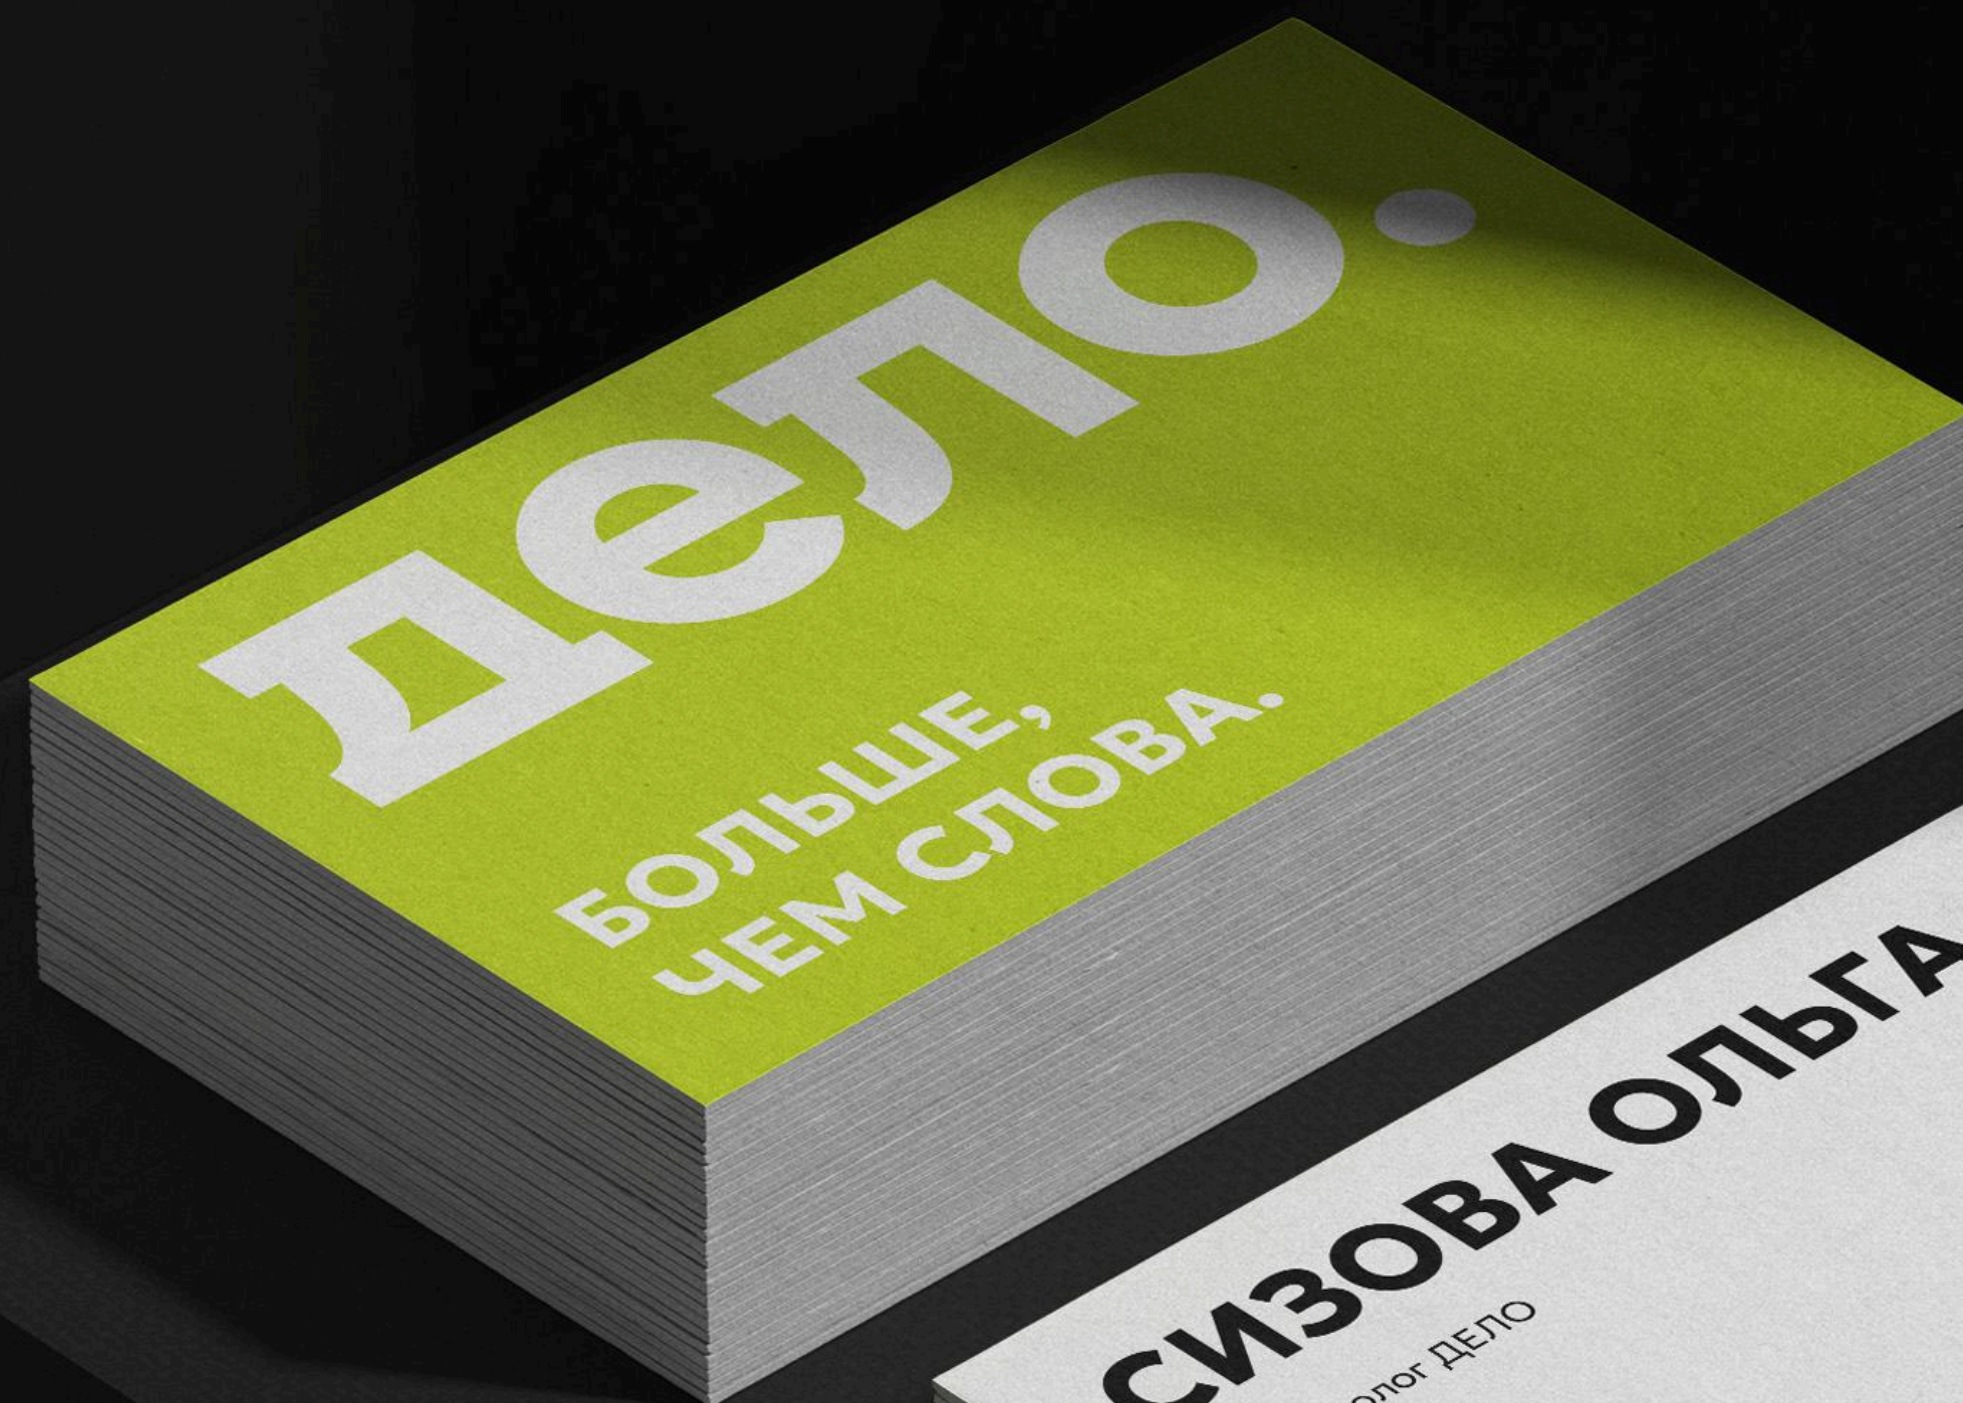 дело.
БОЛЬШЕ,
ЧЕМ СЛОВА.
СИЗОВА ОЛЬГА
ДЕЛО